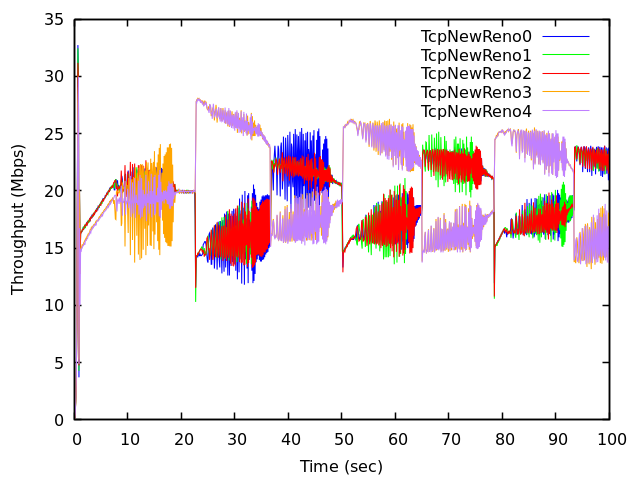 35
30
25
20
15
10
5
0
Throughput (Mbps)
TcpNewReno0
TcpNewReno1
TcpNewReno2
TcpNewReno3
TcpNewReno4
0 10 20 30 40 50 60 70 80 90 100
Time (sec)